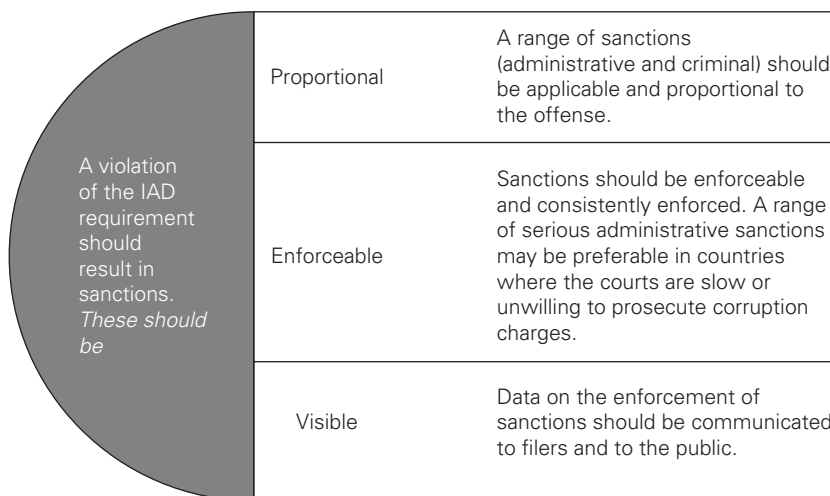 A violation
of the IAD
requirement
should
result in
sanctions.
These should
be
Proportional
A range of sanctions
(administrative and criminal) should
be applicable and proportional to
the offense.
Enforceable
Sanctions should be enforceable
and consistently enforced. A range
of serious administrative sanctions
may be preferable in countries
where the courts are slow or
unwilling to prosecute corruption
charges.
Visible
Data on the enforcement of
sanctions should be communicated
to filers and to the public.